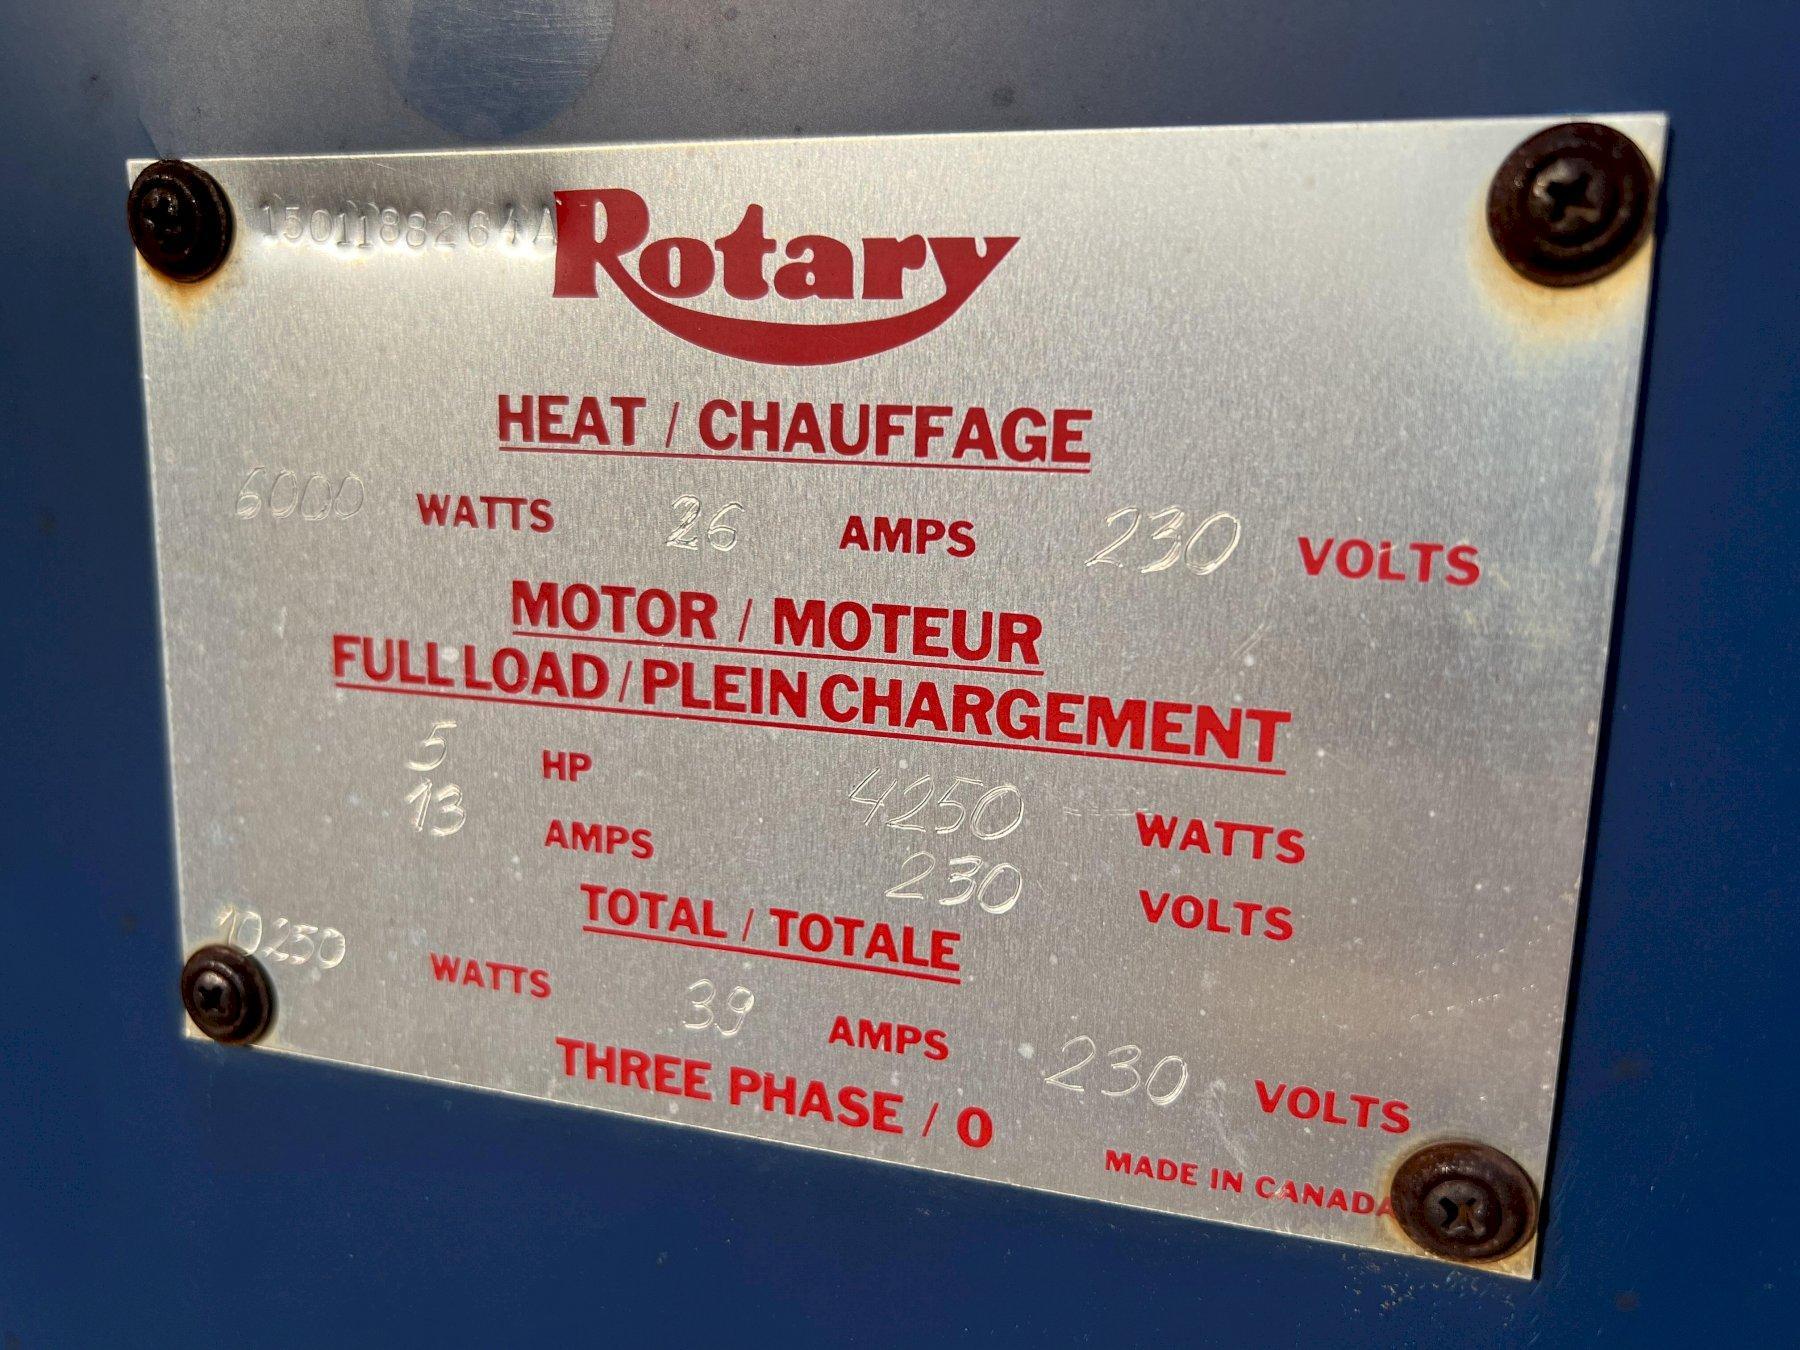 1501188264A
Rotary
HEAT / CHAUFFAGE
6000 WATTS 26 AMPS 230 VOLTS
MOTOR / MOTEUR
FULL LOAD / PLEIN CHARGEMENT
5 HP 4250 WATTS
13 AMPS 230 VOLTS
TOTAL / TOTALE
10250 WATTS 39 AMPS 230 VOLTS
THREE PHASE / 0
MADE IN CANADA